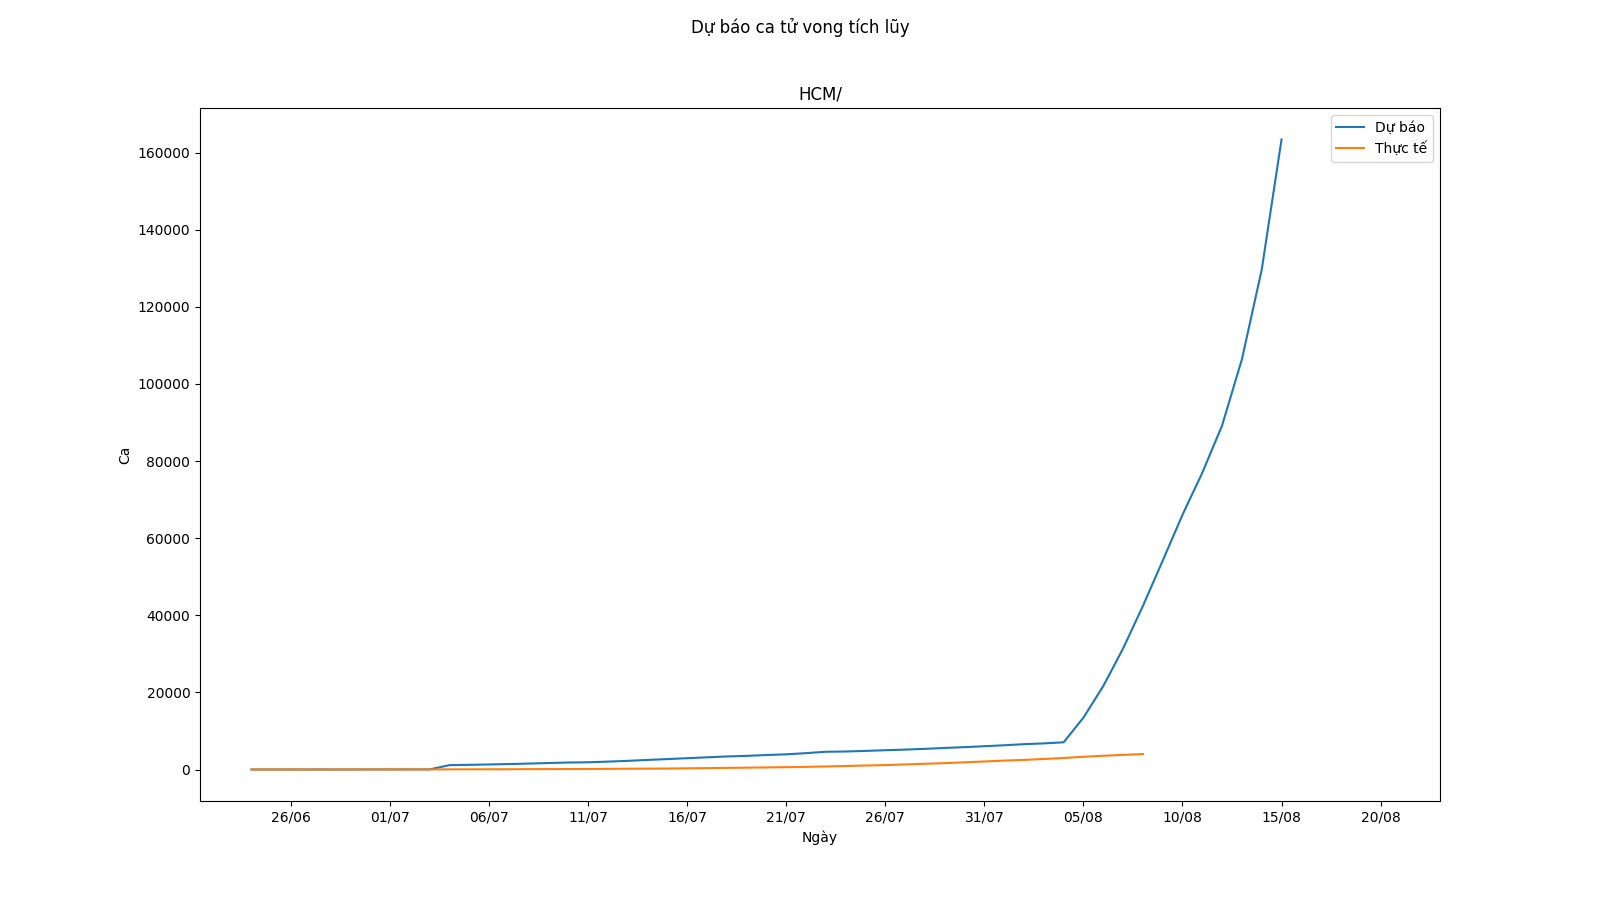 Dự báo ca tử vong tích lũy
HCM/
Dự báo
Thực tế
160000
140000
120000
100000
80000
60000
40000
20000
0
Ca
26/06 01/07 06/07 11/07 16/07 21/07 26/07 31/07 05/08 10/08 15/08 20/08
Ngày